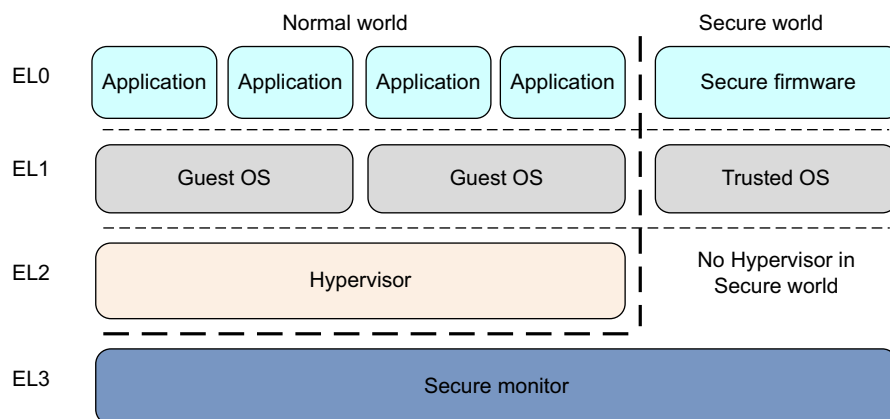 Normal world
Secure world
EL0
Application
Application
Application
Application
Secure firmware
EL1
Guest OS
Guest OS
Trusted OS
EL2
Hypervisor
No Hypervisor in
Secure world
EL3
Secure monitor